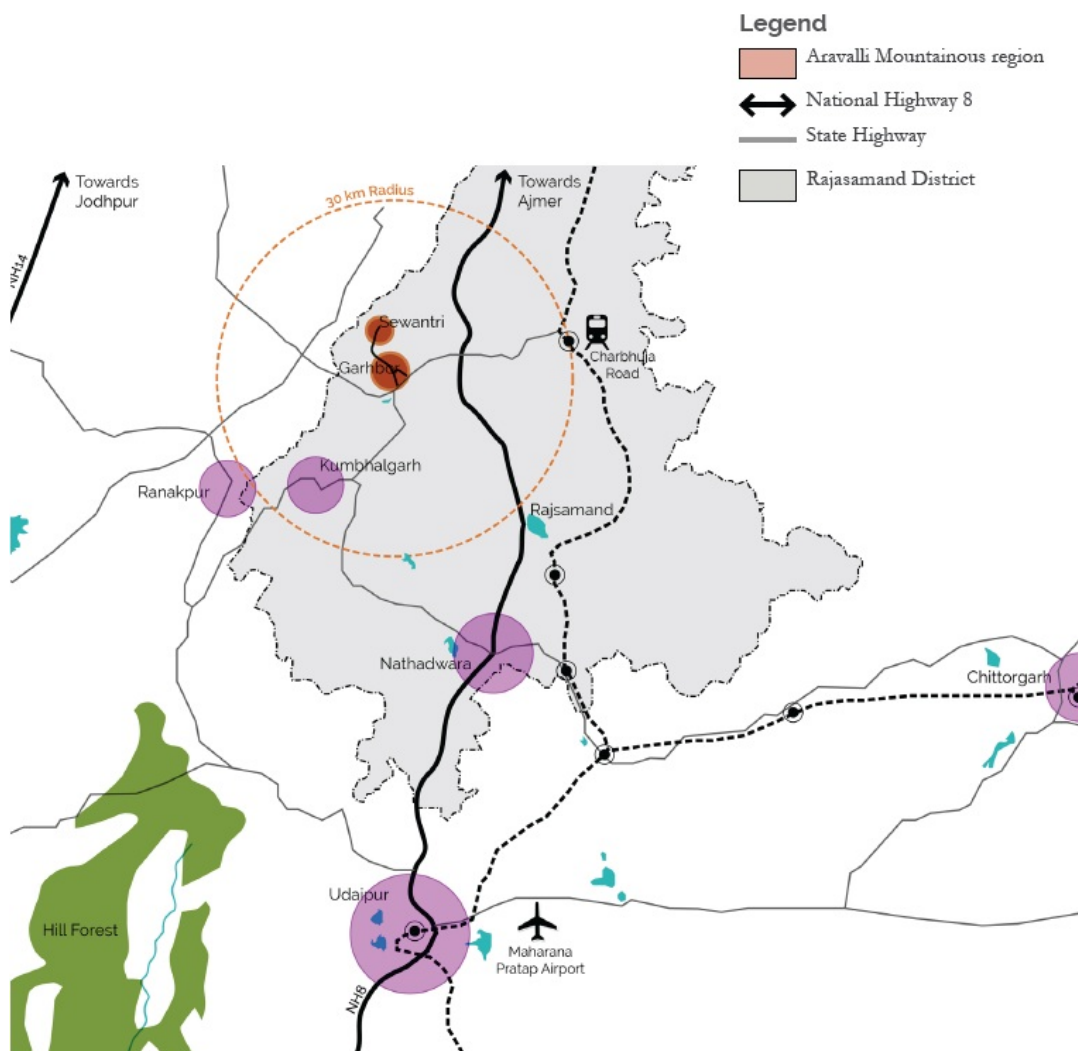 Legend
Aravalli Mountainous region
National Highway 8
State Highway
Rajasamand District
Towards
Jodhpur
30 km Radius
Towards
Ajmer
NH14
Sewantri
Garhbor
Charbhuja
Road
Kumbhalgarh
Ranakpur
Rajsamand
Nathadwara
Chittorgarh
Udaipur
Hill Forest
Maharana
Pratap Airport
NH8